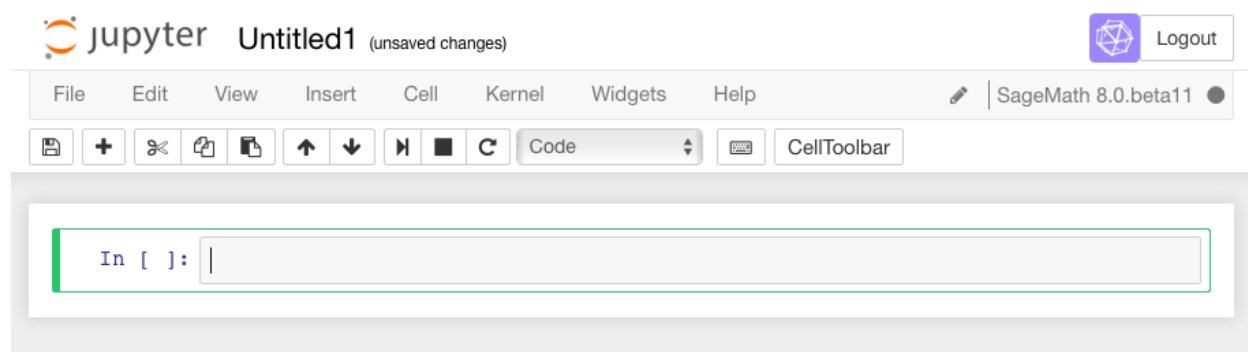 jupyter Untitled1 (unsaved changes) Logout
File Edit View Insert Cell Kernel Widgets Help SageMath 8.0.beta11
Code CellToolbar
In [ ]: